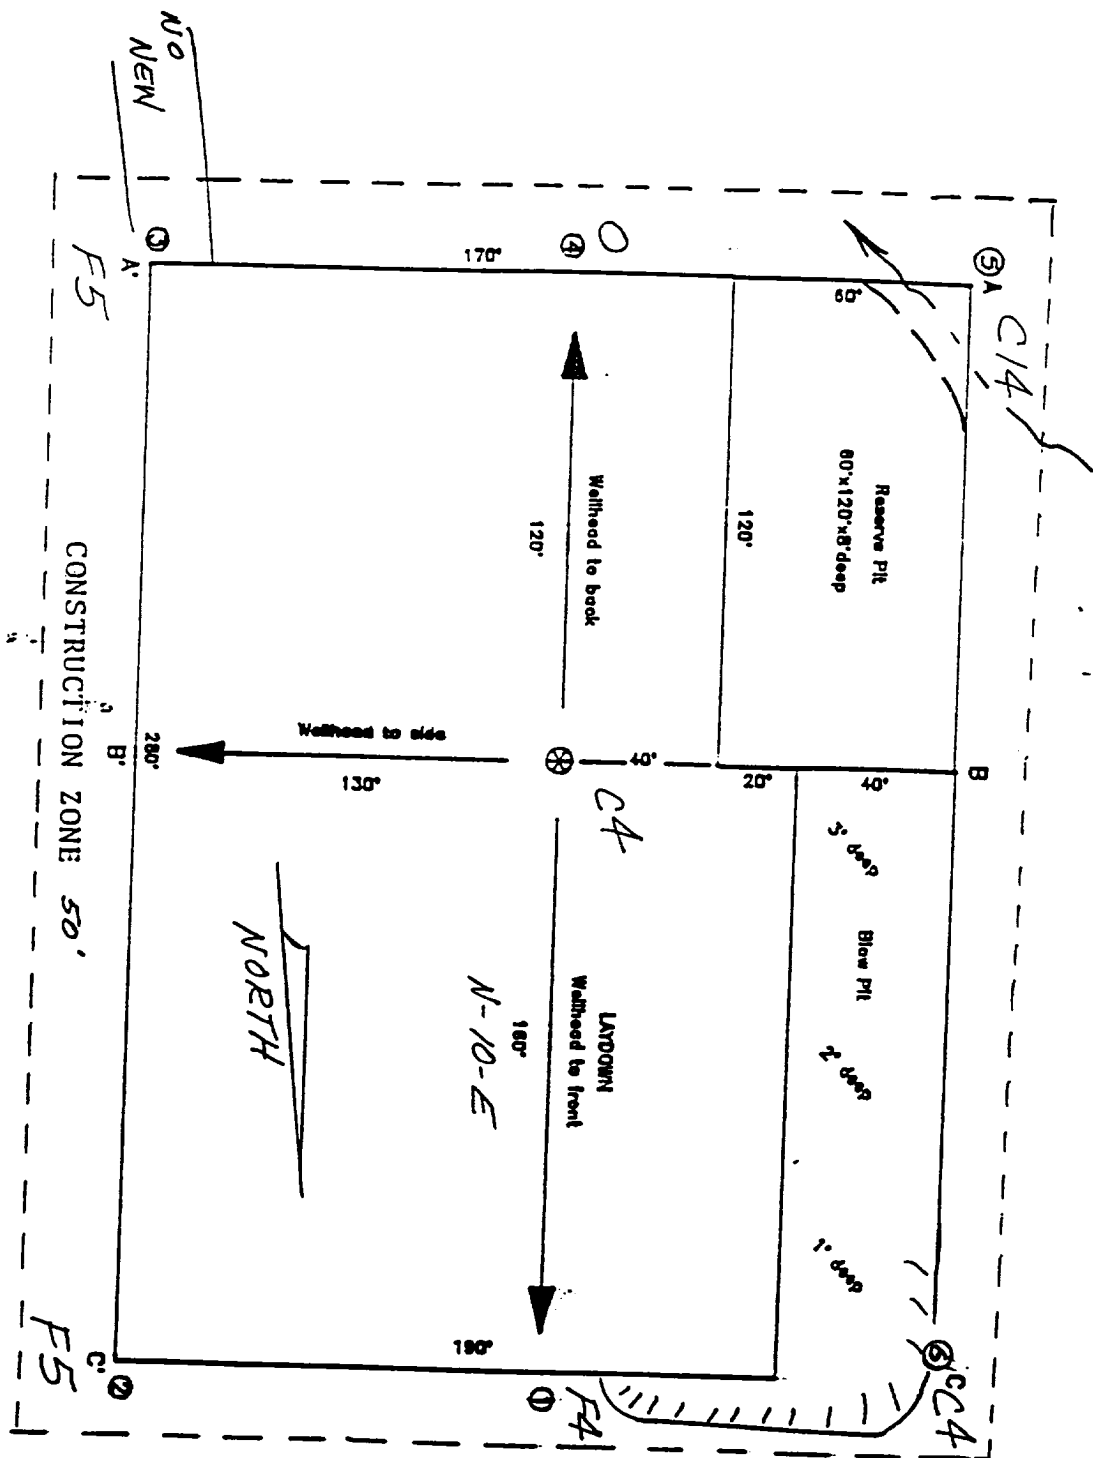 NO
NEW
F5
③
A'
170'
④
O
60'
⑤
A
C14
Reserve Pit
60'x120'x8'deep
120'
Wellhead to back
120'
CONSTRUCTION ZONE 50'
B'
280'
Wellhead to side
130'
40'
C4
20'
40'
B
3' deep
Blow Pit
2' deep
1' deep
NORTH
N-10-E
LAYDOWN
Wellhead to front
160'
190'
F5
C'
②
①
F4
⑥
C
C4